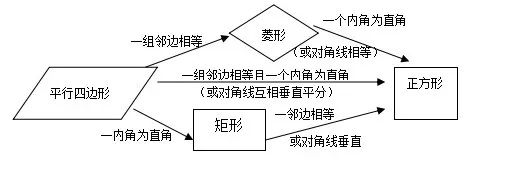 一组邻边相等
菱形
一个内角为直角
(或对角线相等)
平行四边形
一组邻边相等且一个内角为直角
(或对角线互相垂直平分)
正方形
一内角为直角
矩形
一邻边相等
或对角线垂直